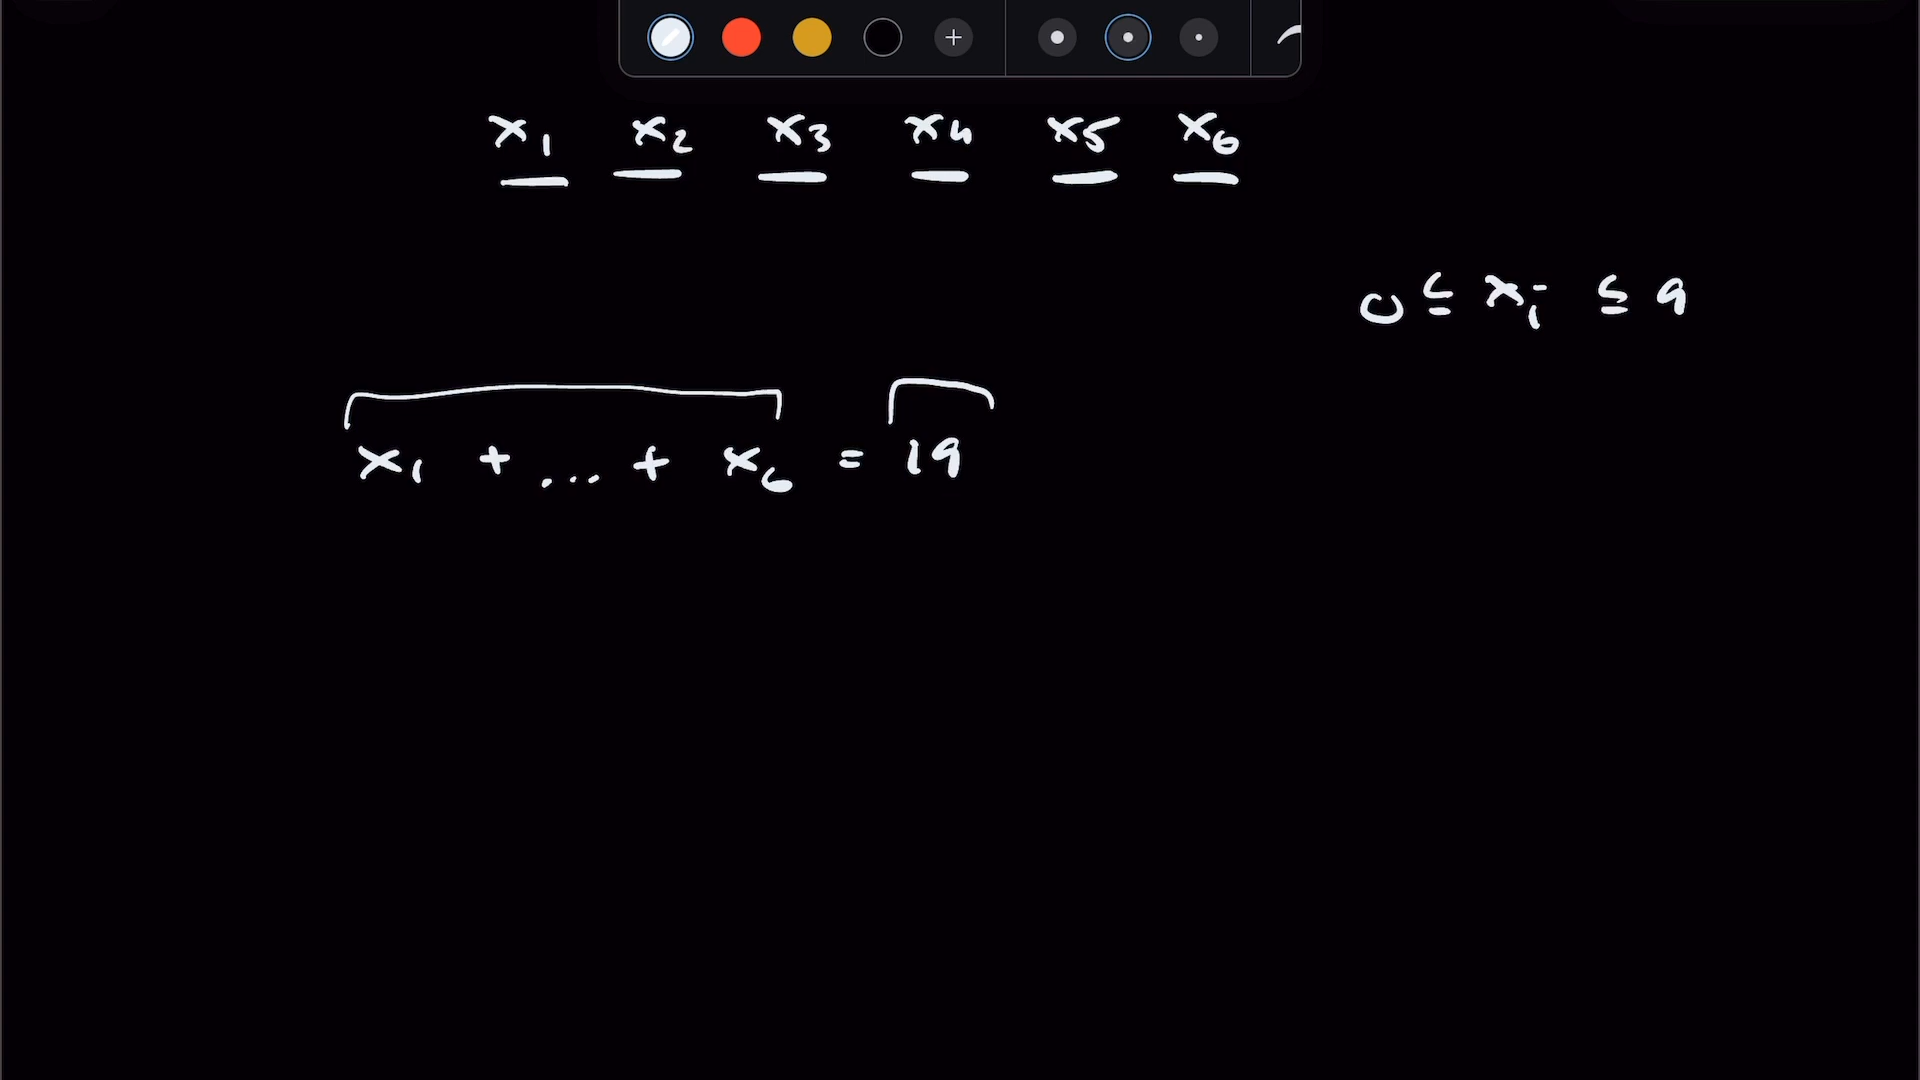 x₁ x₂ x₃ x₄ x₅ x₆
0 ≤ xᵢ ≤ 9
x₁ + ... + x₆ = 19